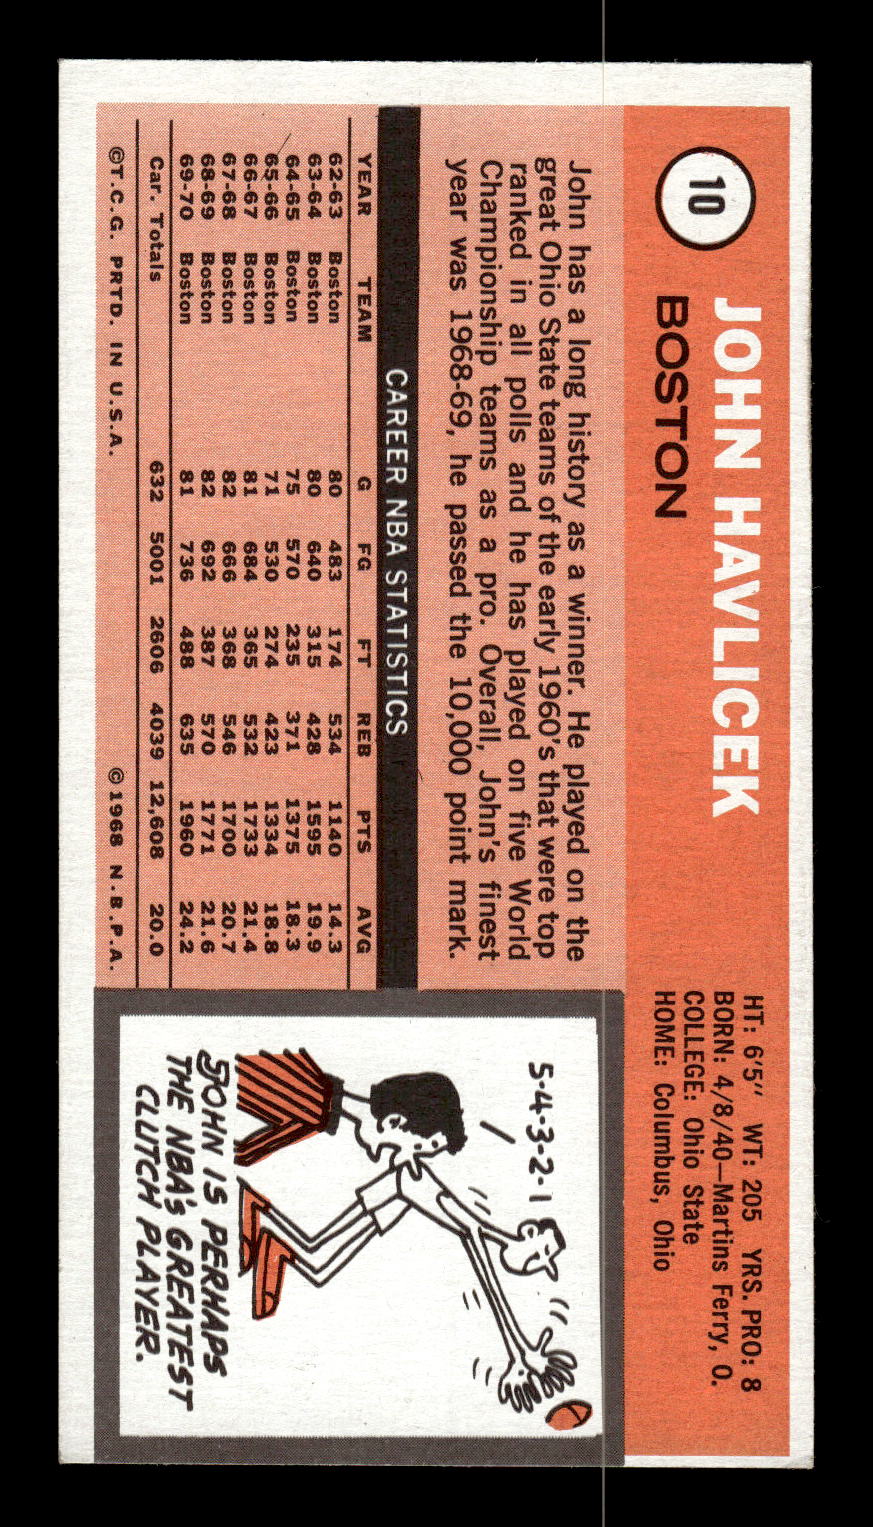 10
JOHN HAVLICEK
BOSTON
HT: 6'5" WT: 205 YRS. PRO: 8
BORN: 4/8/40—Martins Ferry, O.
COLLEGE: Ohio State
HOME: Columbus, Ohio
John has a long history as a winner. He played on the
great Ohio State teams of the early 1960's that were top
ranked in all polls and he has played on five World
Championship teams as a pro. Overall, John's finest
year was 1968-69, he passed the 10,000 point mark.
CAREER NBA STATISTICS
YEAR TEAM G FG FT REB PTS AVG
62-63 Boston 80 483 174 534 1140 14.3
63-64 Boston 80 640 315 428 1595 19.9
64-65 Boston 75 570 235 371 1375 18.3
65-66 Boston 71 530 274 423 1334 18.8
66-67 Boston 81 684 365 532 1733 21.4
67-68 Boston 82 666 368 546 1700 20.7
68-69 Boston 82 692 387 570 1771 21.6
69-70 Boston 81 736 488 635 1960 24.2
Car. Totals 632 5001 2606 4039 12,608 20.0
©T.C.G. PRTD. IN U.S.A. ©1968 N.B.P.A.
5-4-3-2-1
JOHN IS PERHAPS
THE NBA'S GREATEST
CLUTCH PLAYER.